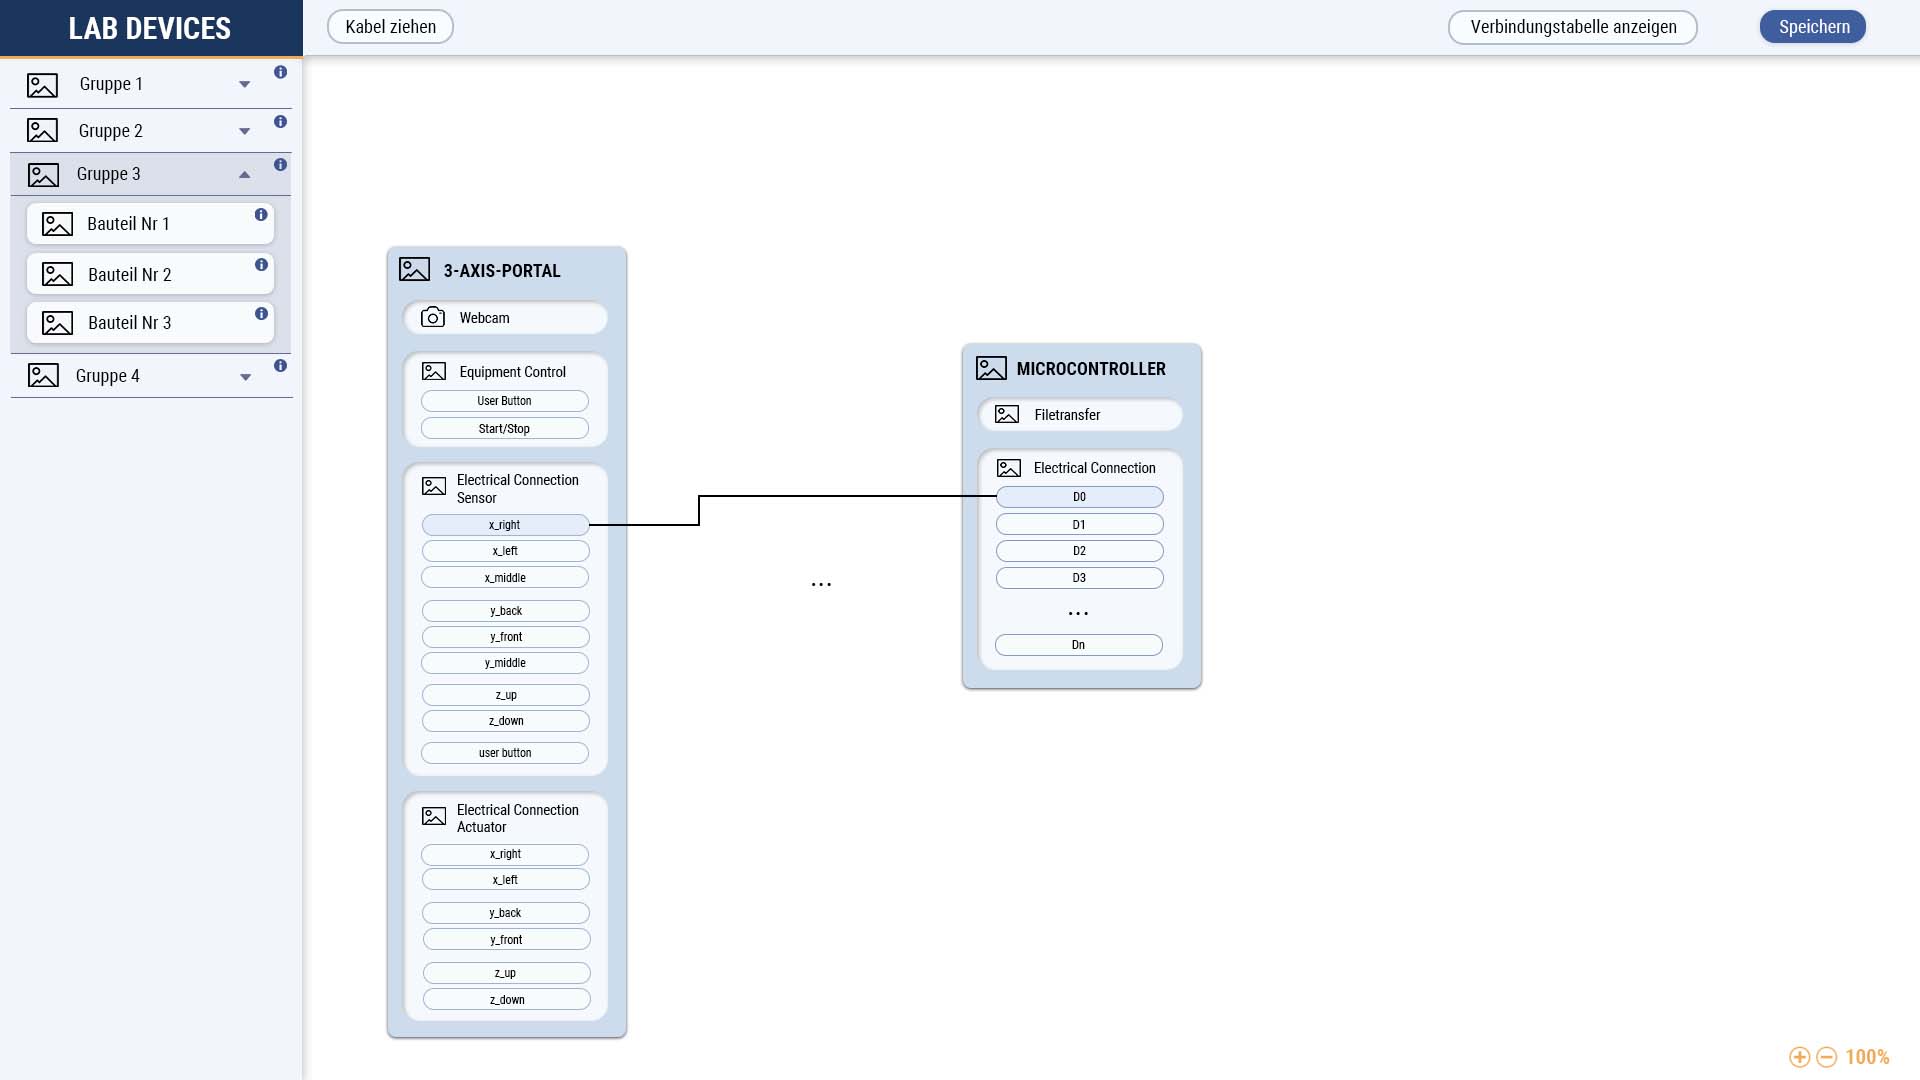 LAB DEVICES
Kabel ziehen
Verbindungstabelle anzeigen
Speichern
Gruppe 1
Gruppe 2
Gruppe 3
Bauteil Nr 1
Bauteil Nr 2
Bauteil Nr 3
Gruppe 4
3-AXIS-PORTAL
Webcam
Equipment Control
User Button
Start/Stop
Electrical Connection
Sensor
x_right
x_left
x_middle
y_back
y_front
y_middle
z_up
z_down
user button
Electrical Connection
Actuator
x_right
x_left
y_back
y_front
z_up
z_down
...
MICROCONTROLLER
Filetransfer
Electrical Connection
D0
D1
D2
D3
...
Dn
100%